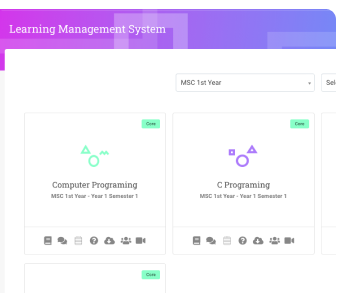 Learning Management System
MSC 1st Year
Sel
Core
Core
Computer Programing
MSC 1st Year - Year 1 Semester 1
C Programing
MSC 1st Year - Year 1 Semester 1
Core